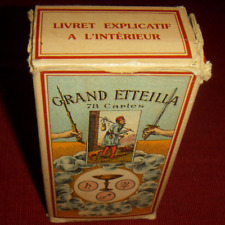 LIVRET EXPLICATIF
A L'INTÉRIEUR
GRAND ETTEILLA
78 Cartes